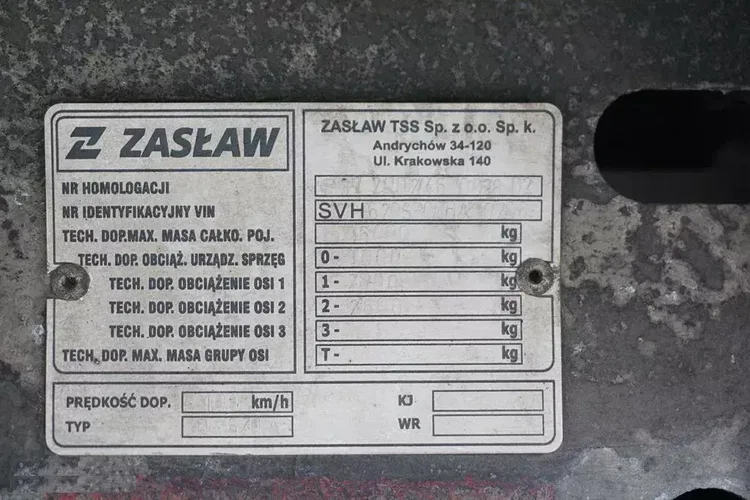 ZASŁAW
ZASŁAW TSS Sp. z o.o. Sp. k.
Andrychów 34-120
Ul. Krakowska 140
NR HOMOLOGACJI
NR IDENTYFIKACYJNY VIN SVH
TECH. DOP.MAX. MASA CAŁKO. POJ. kg
TECH. DOP. OBCIĄŻ. URZĄDZ. SPRZĘG 0- kg
TECH. DOP. OBCIĄŻENIE OSI 1 1- kg
TECH. DOP. OBCIĄŻENIE OSI 2 2- kg
TECH. DOP. OBCIĄŻENIE OSI 3 3- kg
TECH. DOP. MAX. MASA GRUPY OSI T- kg
PRĘDKOŚĆ DOP. km/h KJ
TYP WR